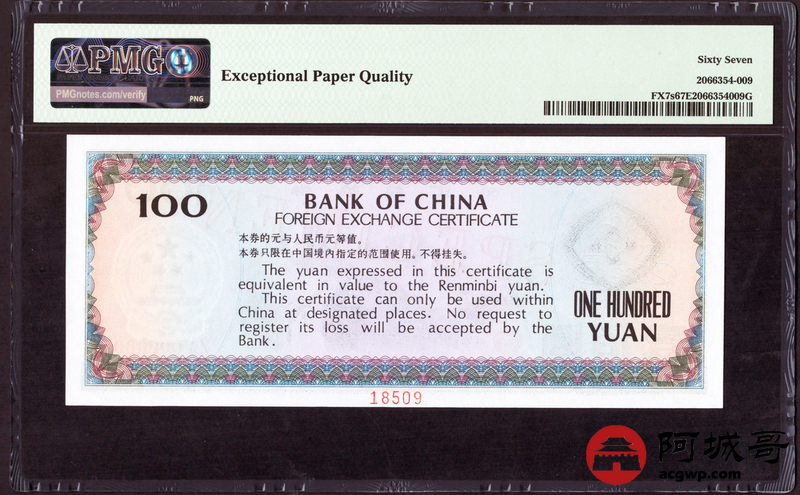 PMG
PMGnotes.com/verify
PNG
Exceptional Paper Quality
Sixty Seven
2066354-009
FX7s67E2066354009G
100
BANK OF CHINA
FOREIGN EXCHANGE CERTIFICATE
本券的元与人民币元等值。
本券只限在中国境内指定的范围使用。不得挂失。
The yuan expressed in this certificate is
equivalent in value to the Renminbi yuan.
This certificate can only be used within
China at designated places. No request to
register its loss will be accepted by the
Bank.
ONE HUNDRED
YUAN
18509
阿城哥
acgwp.com